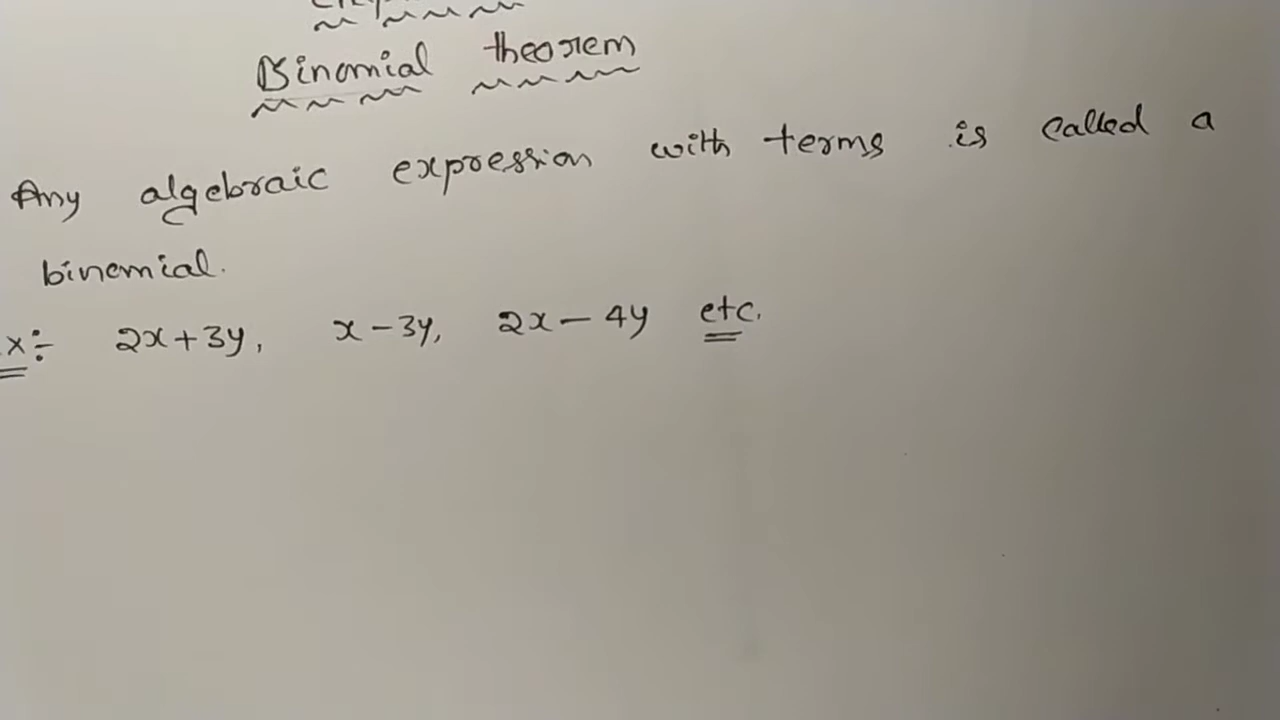 Binomial theorem
Any algebraic expression with terms is called a
binomial.
x:- 2x+3y, x-3y, 2x-4y etc.